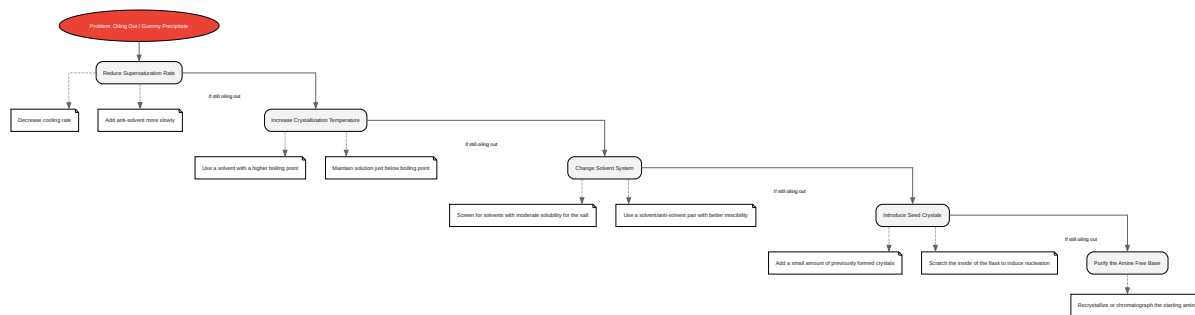 Problem: Oiling Out / Gummy Precipitate
Reduce Supersaturation Rate
If still oiling out
Decrease cooling rate
Add anti-solvent more slowly
Increase Crystallization Temperature
If still oiling out
Use a solvent with a higher boiling point
Maintain solution just below boiling point
Change Solvent System
If still oiling out
Screen for solvents with moderate solubility for the salt
Use a solvent/anti-solvent pair with better miscibility
Introduce Seed Crystals
If still oiling out
Add a small amount of previously formed crystals
Scratch the inside of the flask to induce nucleation
Purify the Amine Free Base
Recrystallize or chromatograph the starting amin